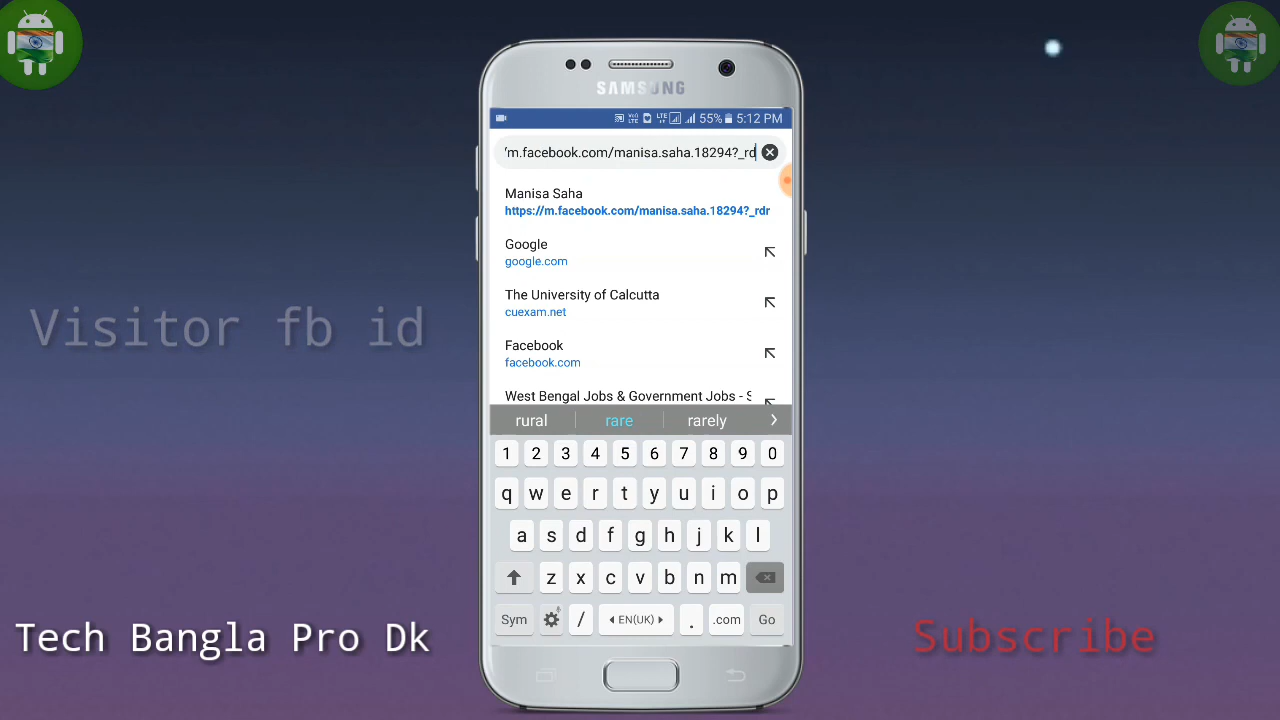 SAMSUNG
VO) LTE LTE 55% 5:12 PM
m.facebook.com/manisa.saha.18294?_rd
Manisa Saha
https://m.facebook.com/manisa.saha.18294?_rdr
Google
google.com
The University of Calcutta
cuexam.net
Facebook
facebook.com
West Bengal Jobs & Government Jobs - S
rural rare rarely >
1 2 3 4 5 6 7 8 9 0
q w e r t y u i o p
a s d f g h j k l
z x c v b n m
Sym / EN(UK) . .com Go
Visitor fb id
Tech Bangla Pro Dk
Subscribe